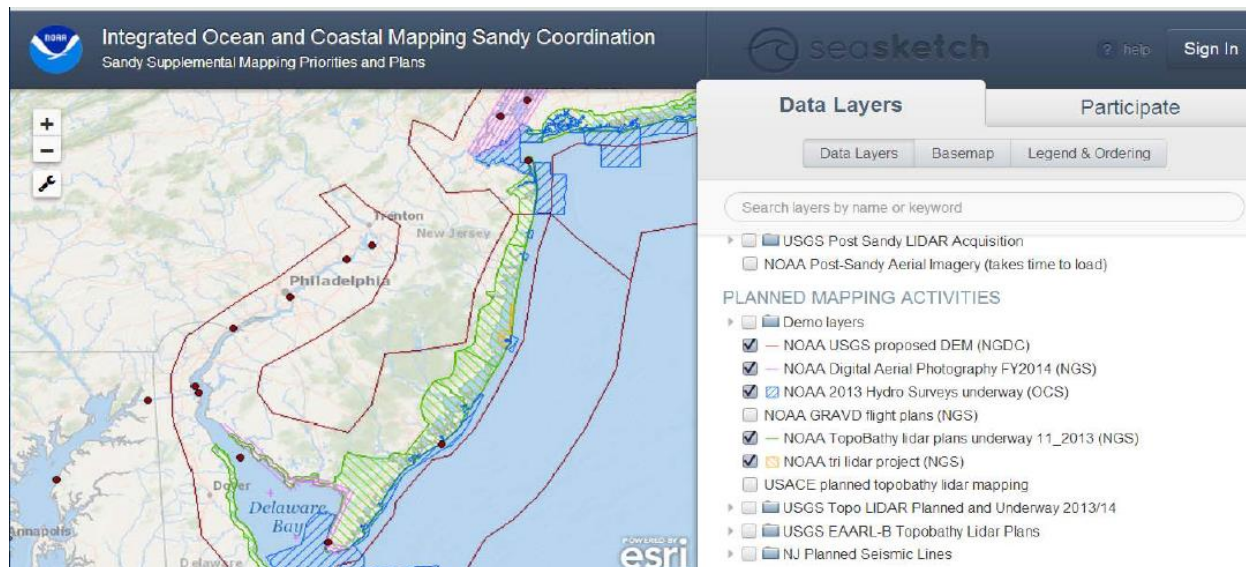 NOAA
Integrated Ocean and Coastal Mapping Sandy Coordination
Sandy Supplemental Mapping Priorities and Plans
seasketch
? help
Sign In
+
−
Trenton
New Jersey
Philadelphia
Dover
Delaware
Bay
Annapolis
Delaware
POWERED BY
esri
Data Layers
Participate
Data Layers
Basemap
Legend & Ordering
Search layers by name or keyword
USGS Post Sandy LIDAR Acquisition
NOAA Post-Sandy Aerial Imagery (takes time to load)
PLANNED MAPPING ACTIVITIES
Demo layers
NOAA USGS proposed DEM (NGDC)
NOAA Digital Aerial Photography FY2014 (NGS)
NOAA 2013 Hydro Surveys underway (OCS)
NOAA GRAVD flight plans (NGS)
NOAA TopoBathy lidar plans underway 11_2013 (NGS)
NOAA tri lidar project (NGS)
USACE planned topobathy lidar mapping
USGS Topo LIDAR Planned and Underway 2013/14
USGS EAARL-B Topobathy Lidar Plans
NJ Planned Seismic Lines